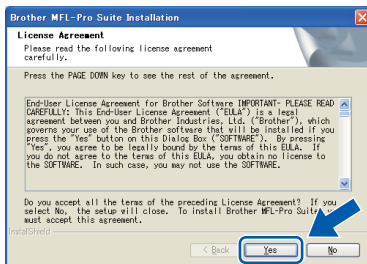 Brother MFL-Pro Suite Installation
License Agreement
Please read the following license agreement
carefully.
Press the PAGE DOWN key to see the rest of the agreement.
End-User License Agreement for Brother Software IMPORTANT- PLEASE READ
CAREFULLY: This End-User License Agreement ("EULA") is a legal
agreement between you and Brother Industries, Ltd. ("Brother"), which
governs your use of the Brother software that will be installed if you
press the "Yes" button on this Dialog Box ("SOFTWARE"). By pressing
"Yes", you agree to be legally bound by the terms of this EULA. If
you do not agree to the terms of this EULA, you obtain no license to
the SOFTWARE. In such case, you may not use the SOFTWARE.
Do you accept all the terms of the preceding License Agreement? If you
select No, the setup will close. To install Brother MFL-Pro Suite,
must accept this agreement.
InstallShield
< Back
Yes
No